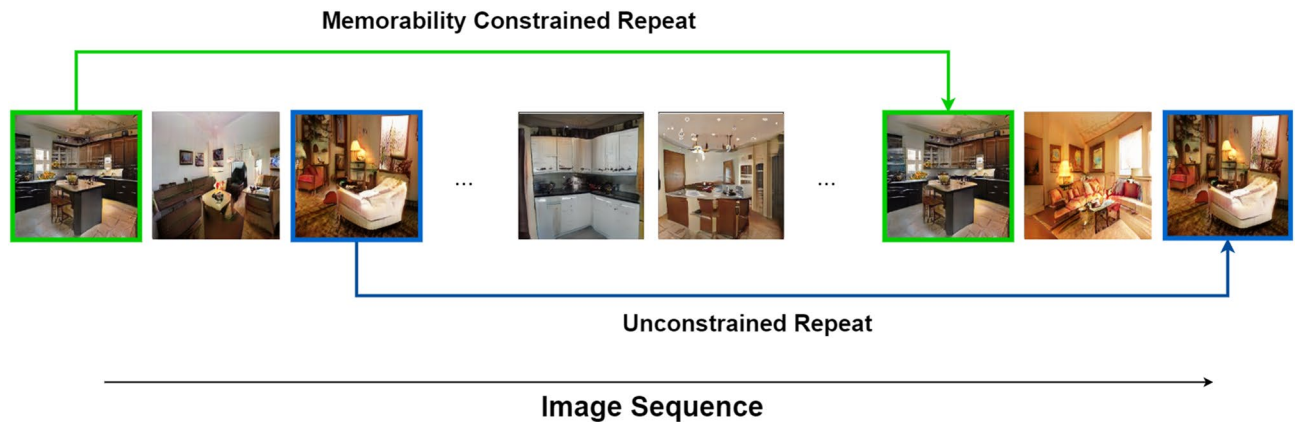 Memorability Constrained Repeat
... ...
Unconstrained Repeat
Image Sequence